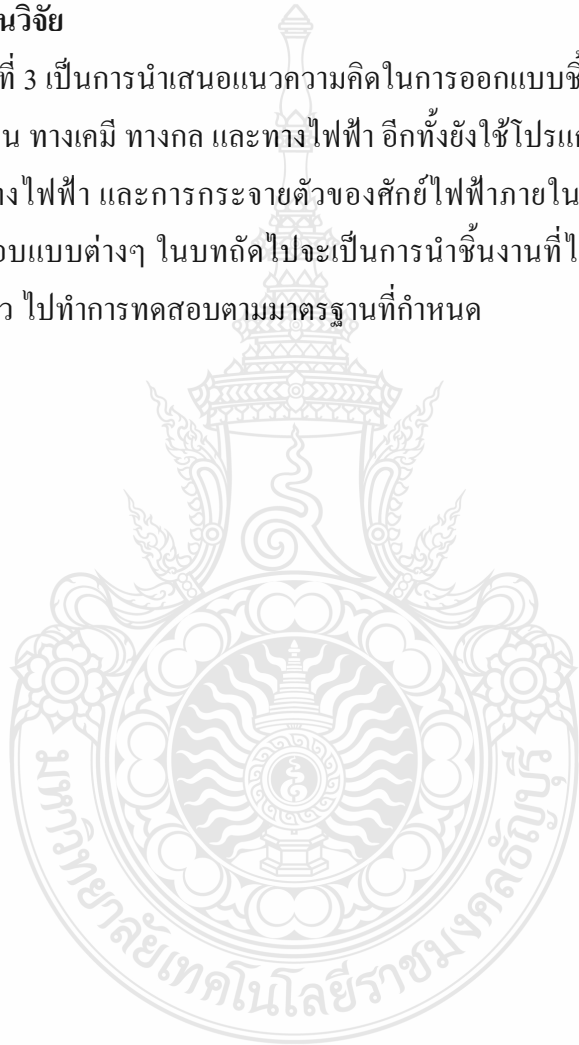 นวิจัย
ที่ 3 เป็นการนำเสนอแนวความคิดในการออกแบบชิ้
น ทางเคมี ทางกล และทางไฟฟ้า อีกทั้งยังใช้โปรแก
งไฟฟ้า และการกระจายตัวของศักย์ไฟฟ้าภายใน
อบแบบต่างๆ ในบทถัดไปจะเป็นการนำชิ้นงานที่ไ
ว ไปทำการทดสอบตามมาตรฐานที่กำหนด
มหาวิทยาลัยเทคโนโลยีราชมงคลธัญบุรี